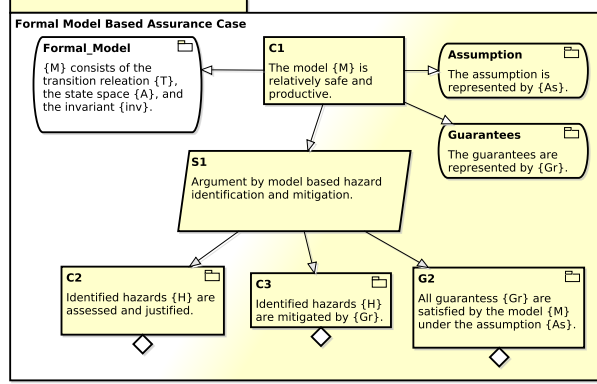 Formal Model Based Assurance Case
Formal_Model
{M} consists of the
transition releation {T},
the state space {A}, and
the invariant {inv}.
C1
The model {M} is
relatively safe and
productive.
Assumption
The assumption is
represented by {As}.
Guarantees
The guarantees are
represented by {Gr}.
S1
Argument by model based hazard
identification and mitigation.
C2
Identified hazards {H} are
assessed and justified.
C3
Identified hazards {H}
are mitigated by {Gr}.
G2
All guarantess {Gr} are
satisfied by the model {M}
under the assumption {As}.